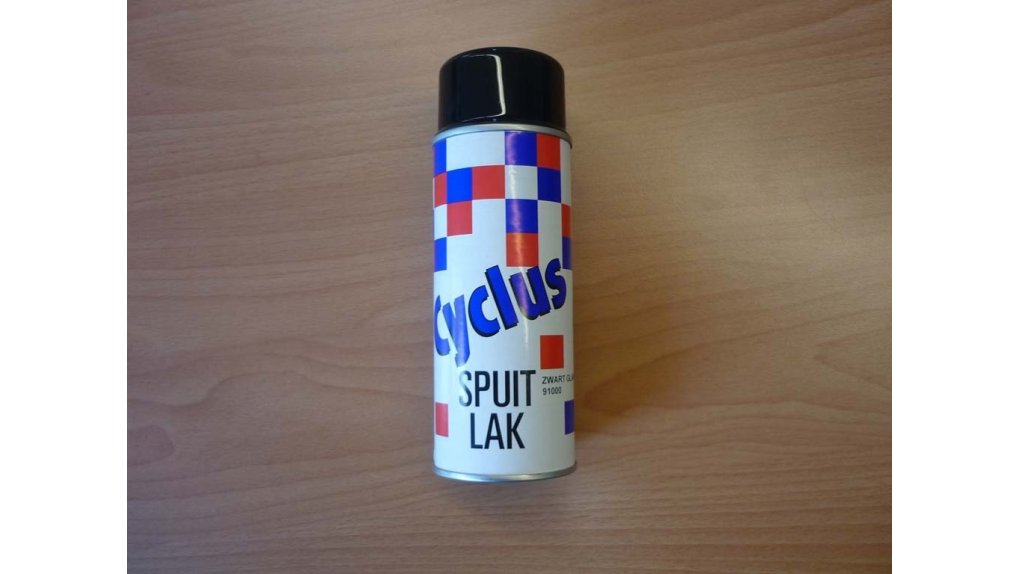 Cyclus
SPUIT
LAK
ZWART
91000